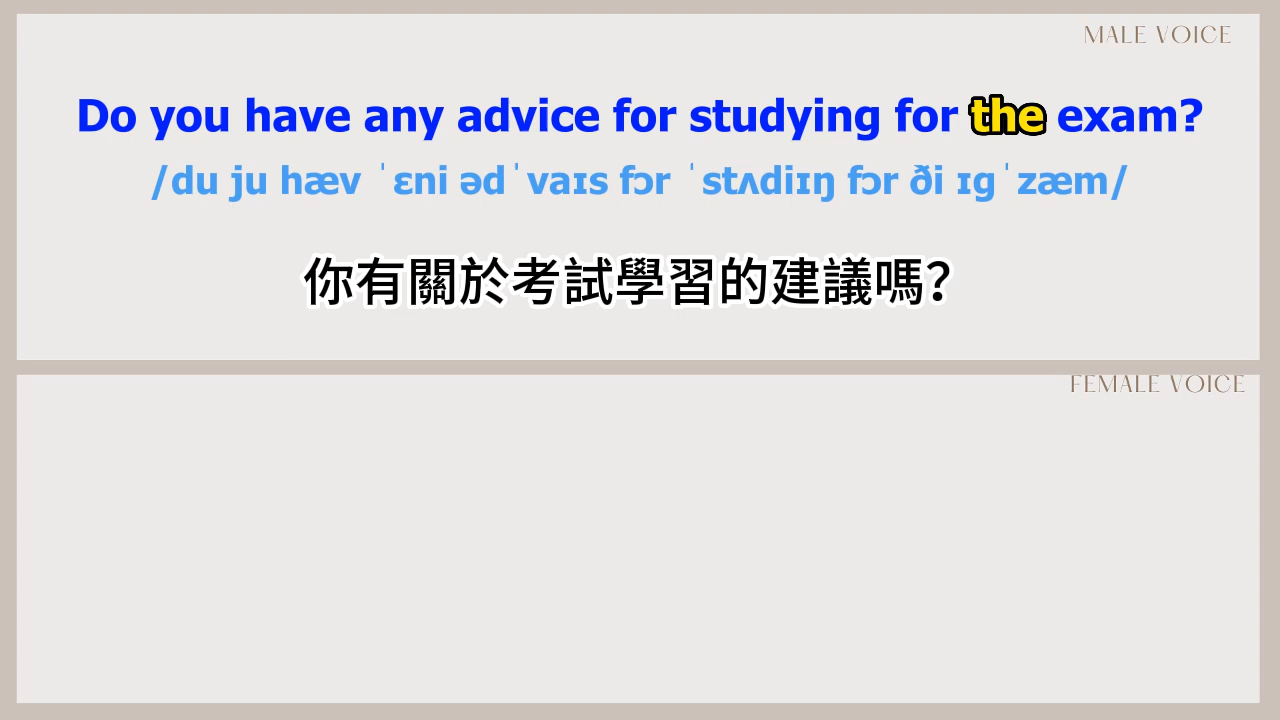 MALE VOICE
Do you have any advice for studying for the exam?
/du ju hæv ˈɛni ədˈvaɪs fɔr ˈstʌdiɪŋ fɔr ði ɪgˈzæm/
你有關於考試學習的建議嗎?
FEMALE VOICE